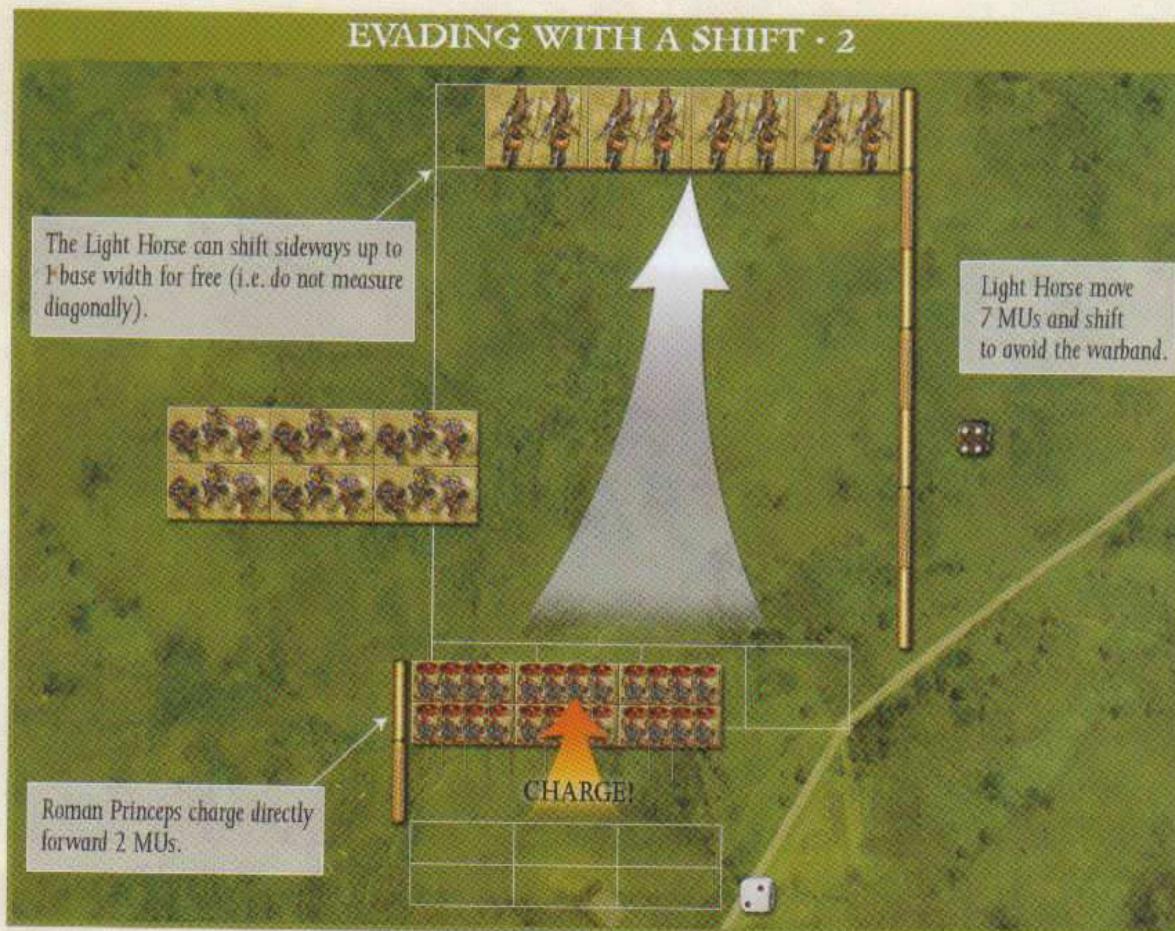 EVADING WITH A SHIFT · 2
The Light Horse can shift sideways up to
1 base width for free (i.e. do not measure
diagonally).
Light Horse move
7 MUs and shift
to avoid the warband.
CHARGE!
Roman Princeps charge directly
forward 2 MUs.